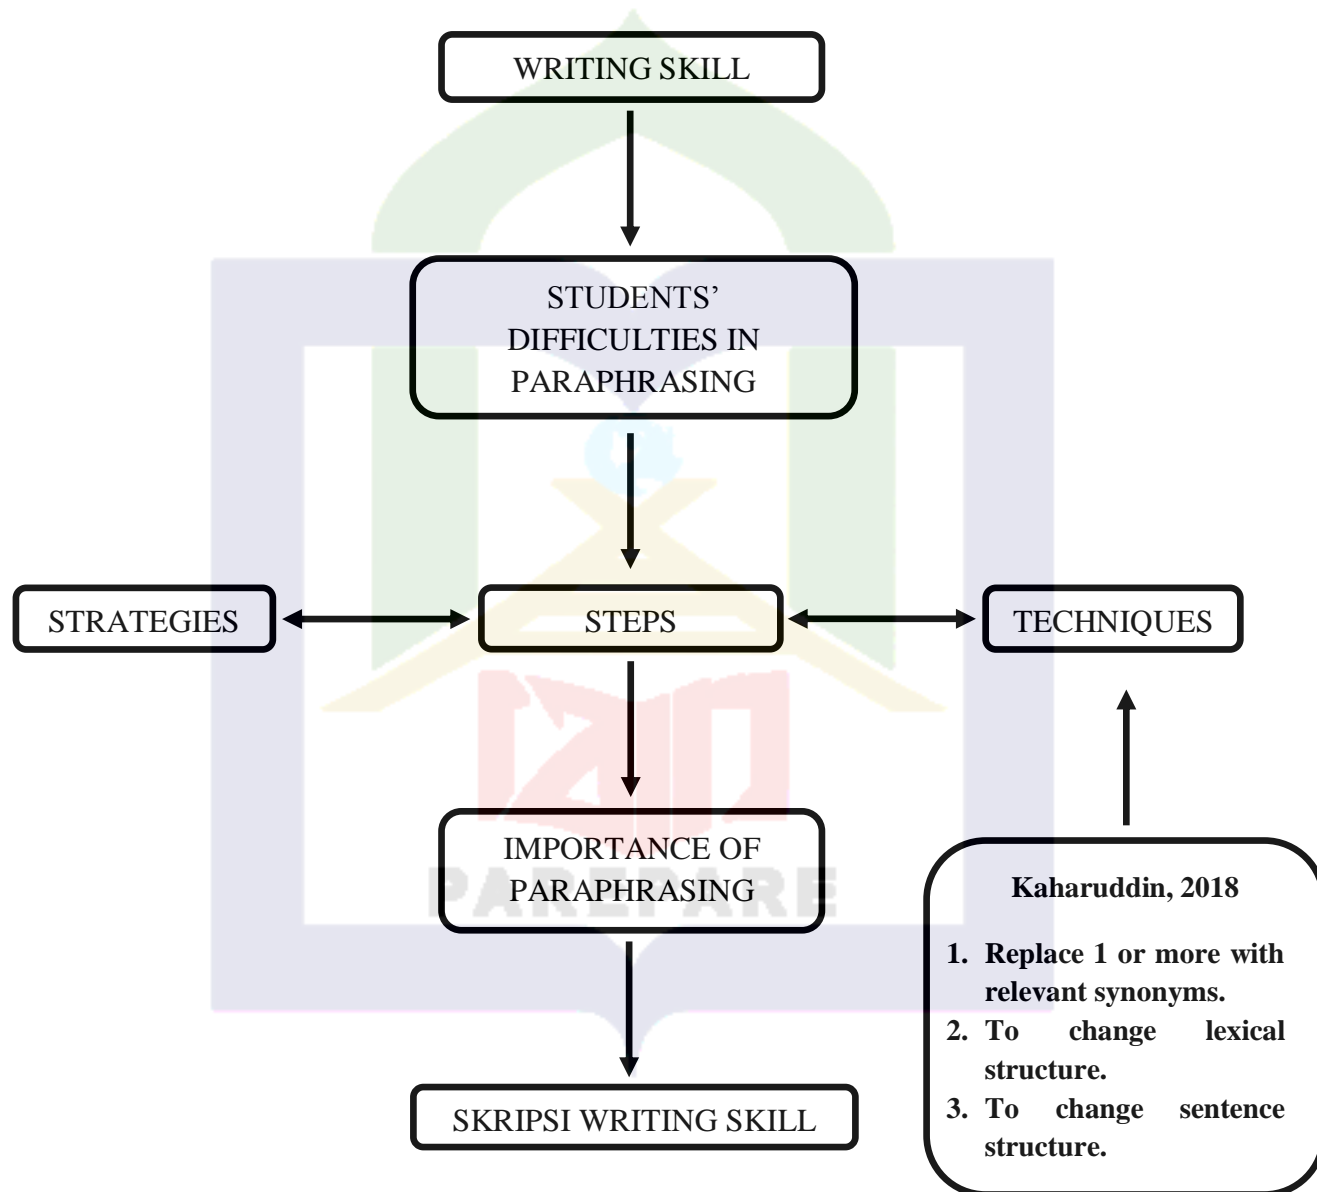 WRITING SKILL
STUDENTS’
DIFFICULTIES IN
PARAPHRASING
STRATEGIES
STEPS
TECHNIQUES
IMPORTANCE OF
PARAPHRASING
PAREPARE
Kaharuddin, 2018
1. Replace 1 or more with
relevant synonyms.
2. To change lexical
structure.
3. To change sentence
structure.
SKRIPSI WRITING SKILL